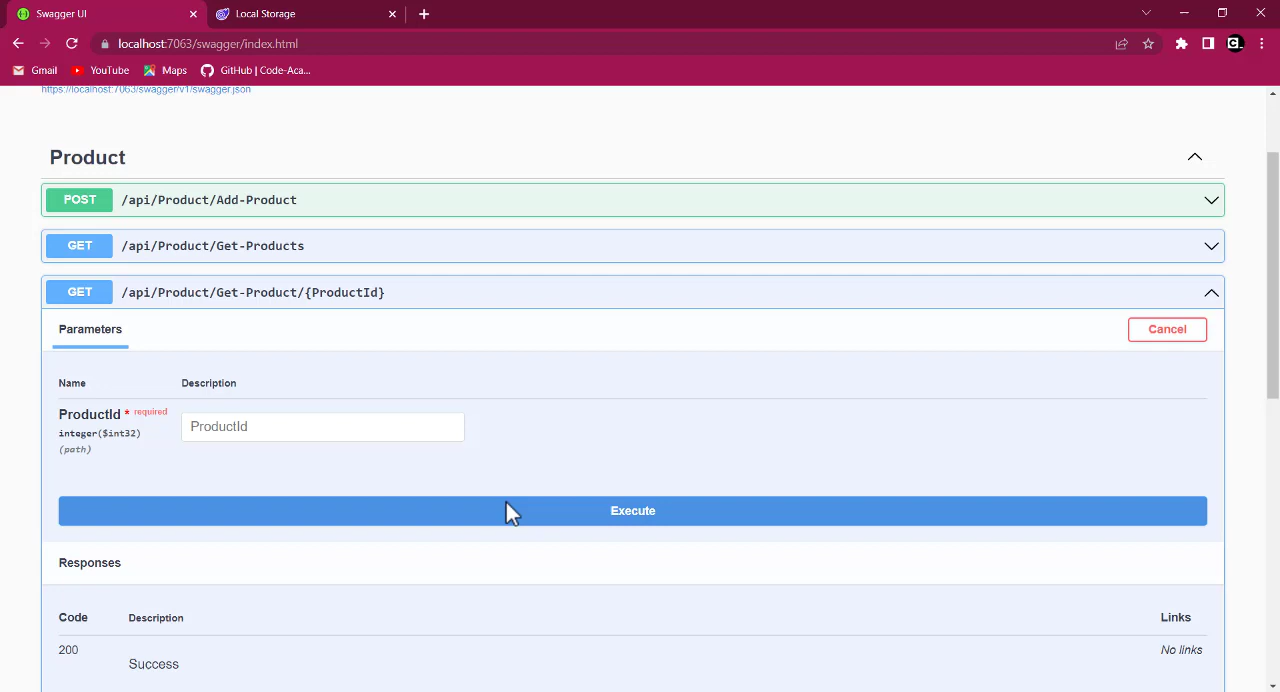 Swagger UI
Local Storage
localhost:7063/swagger/index.html
Gmail
YouTube
Maps
GitHub | Code-Aca...
https://localhost:7063/swagger/v1/swagger.json
Product
POST /api/Product/Add-Product
GET /api/Product/Get-Products
GET /api/Product/Get-Product/{ProductId}
Parameters
Cancel
Name Description
ProductId * required
ProductId
integer($int32)
(path)
Execute
Responses
Code Description Links
200 No links
Success